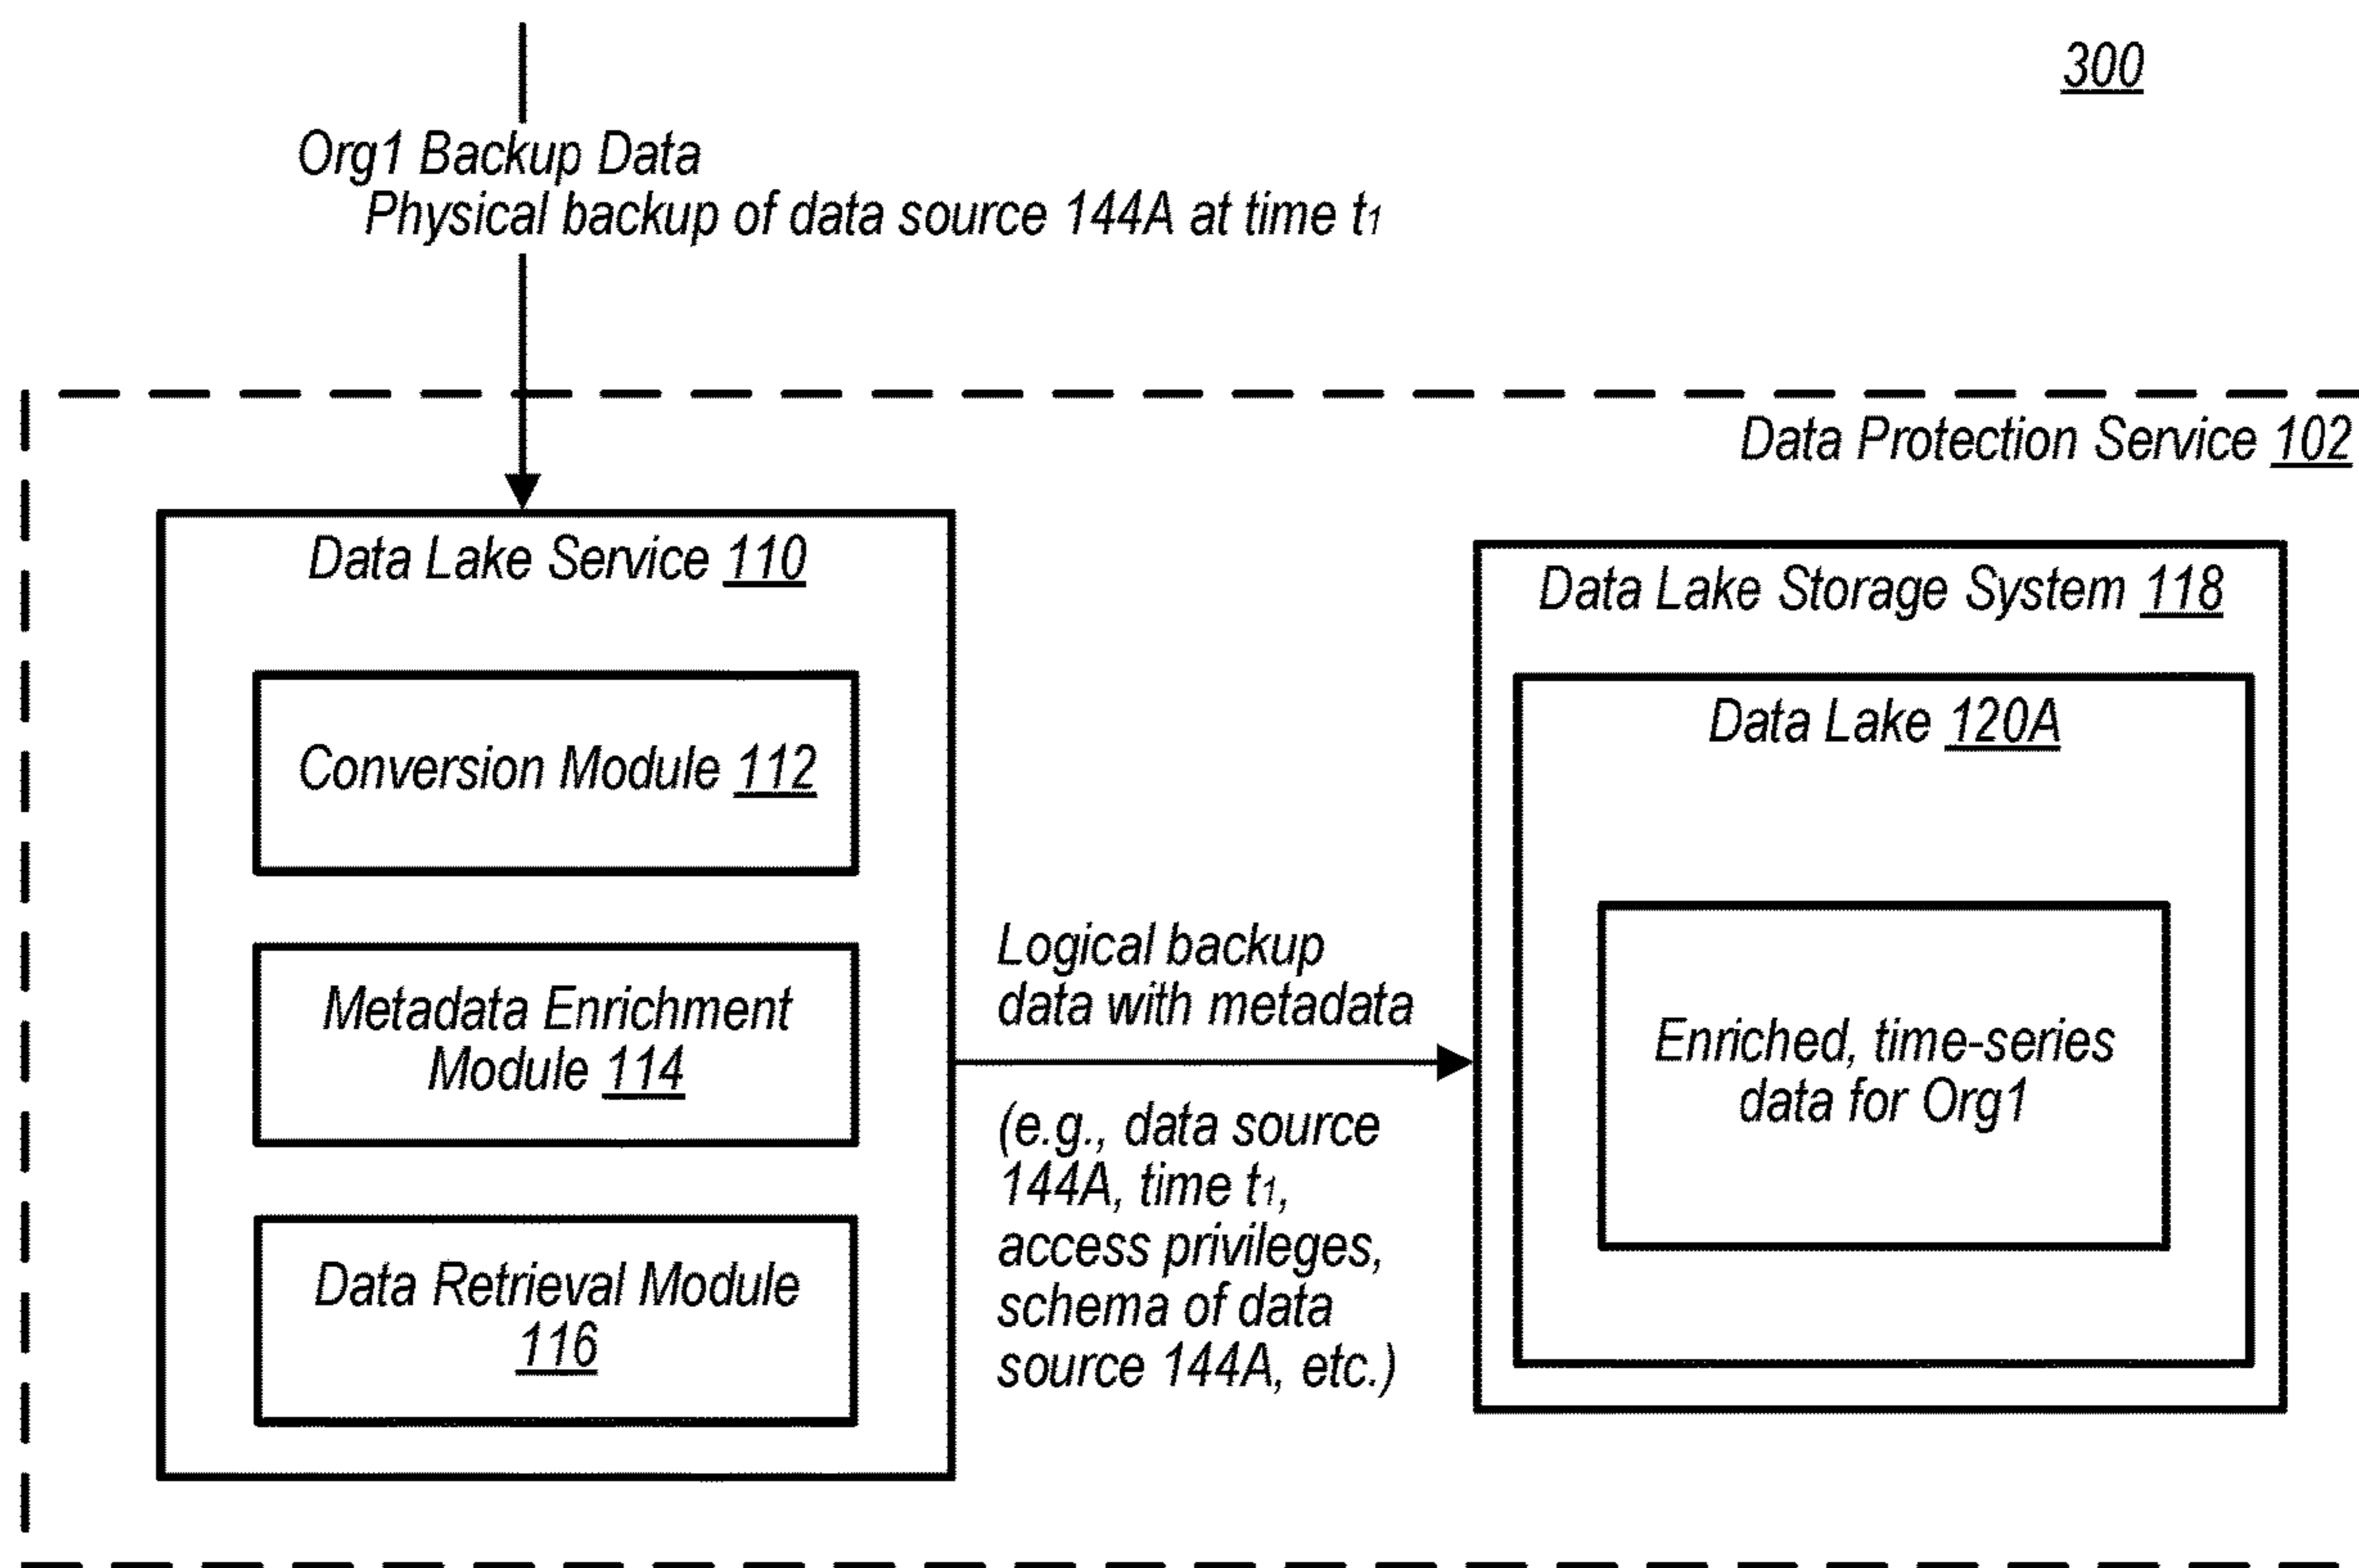 300
Org1 Backup Data
Physical backup of data source 144A at time t₁
Data Protection Service 102
Data Lake Service 110
Conversion Module 112
Metadata Enrichment
Module 114
Data Retrieval Module
116
Logical backup
data with metadata
(e.g., data source
144A, time t₁,
access privileges,
schema of data
source 144A, etc.)
Data Lake Storage System 118
Data Lake 120A
Enriched, time-series
data for Org1